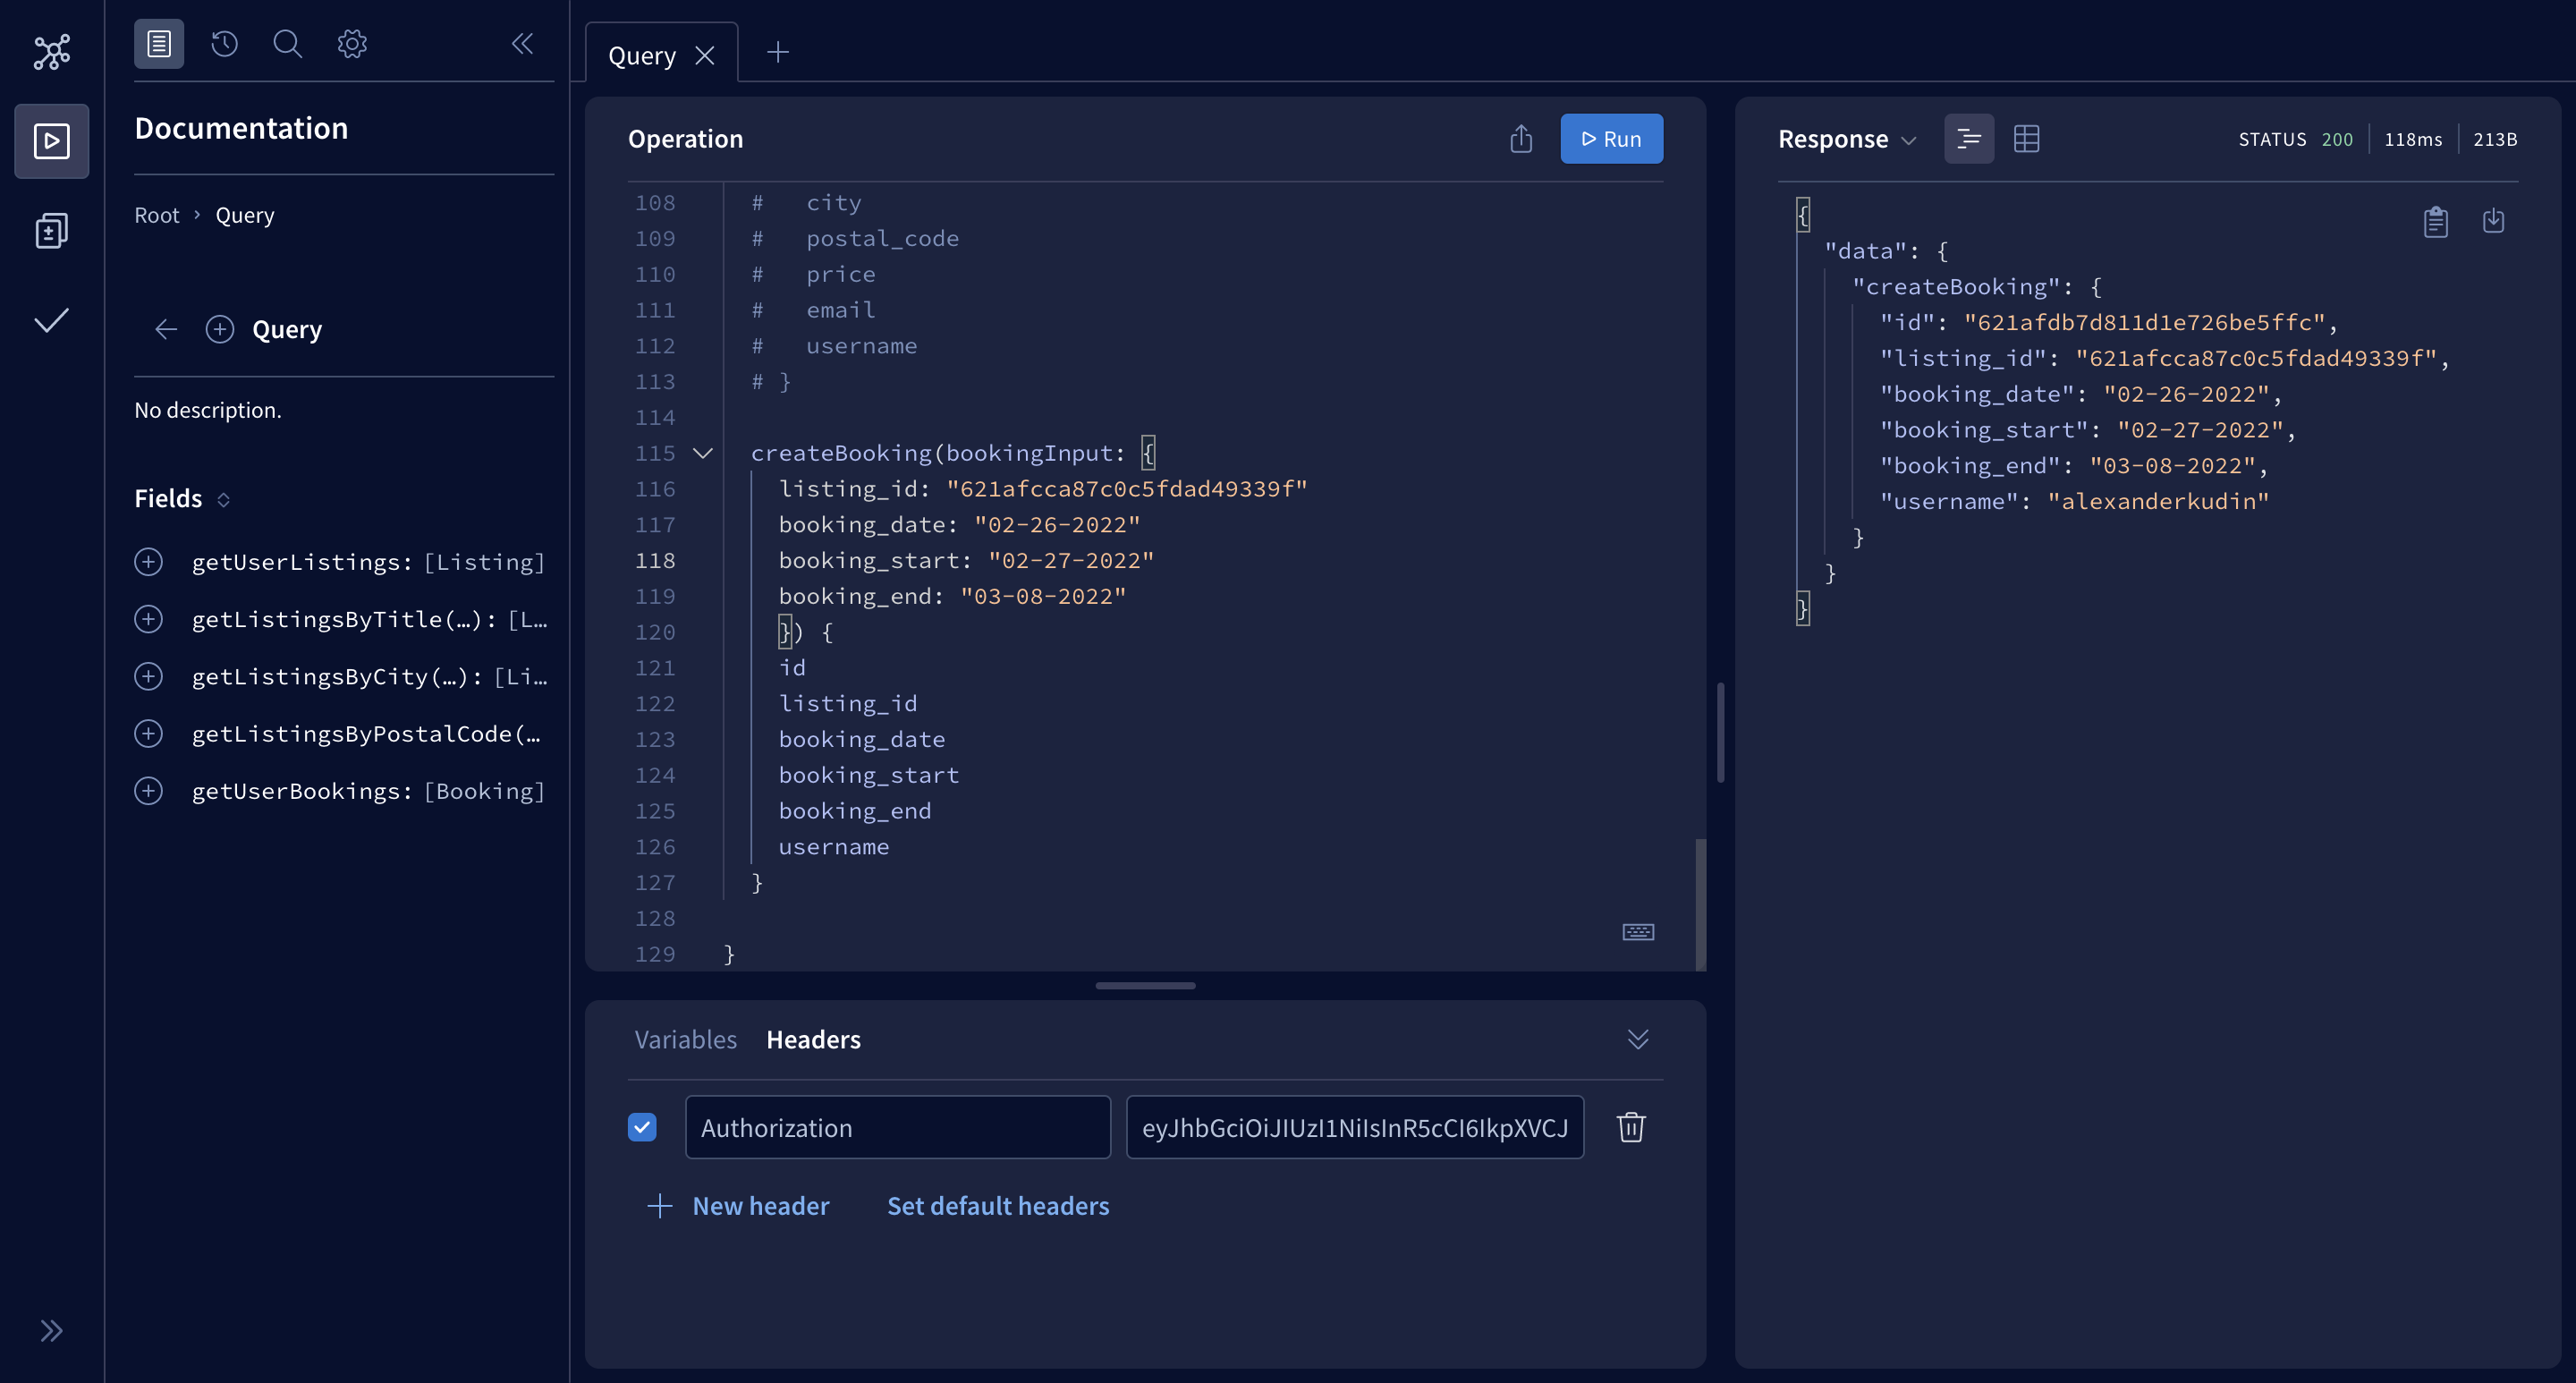 Documentation
Root › Query
Query
No description.
Fields
getUserListings: [Listing]
getListingsByTitle(…): [L…
getListingsByCity(…): [Li…
getListingsByPostalCode(…
getUserBookings: [Booking]
Query
Operation
Run
108 #   city
109 #   postal_code
110 #   price
111 #   email
112 #   username
113 # }
114
115 createBooking(bookingInput: {
116   listing_id: "621afcca87c0c5fdad49339f"
117   booking_date: "02-26-2022"
118   booking_start: "02-27-2022"
119   booking_end: "03-08-2022"
120   }) {
121   id
122   listing_id
123   booking_date
124   booking_start
125   booking_end
126   username
127 }
128
129 }
Variables Headers
Authorization eyJhbGciOiJIUzI1NiIsInR5cCI6IkpXVCJ
New header Set default headers
Response STATUS 200 118ms 213B
{
  "data": {
    "createBooking": {
      "id": "621afdb7d811d1e726be5ffc",
      "listing_id": "621afcca87c0c5fdad49339f",
      "booking_date": "02-26-2022",
      "booking_start": "02-27-2022",
      "booking_end": "03-08-2022",
      "username": "alexanderkudin"
    }
  }
}